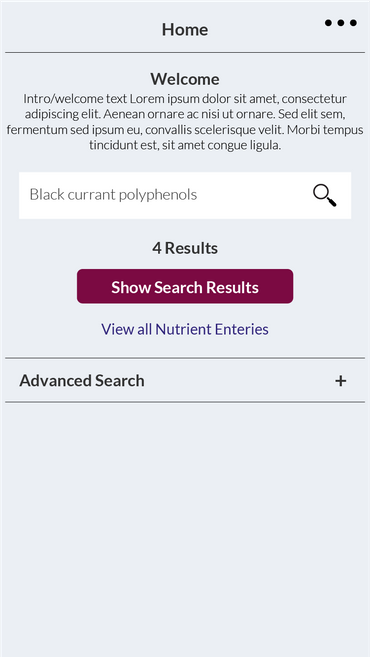 Home
Welcome
Intro/welcome text Lorem ipsum dolor sit amet, consectetur
adipiscing elit. Aenean ornare ac nisi ut ornare. Sed elit sem,
fermentum sed ipsum eu, convallis scelerisque velit. Morbi tempus
tincidunt est, sit amet congue ligula.
Black currant polyphenols
4 Results
Show Search Results
View all Nutrient Enteries
Advanced Search +